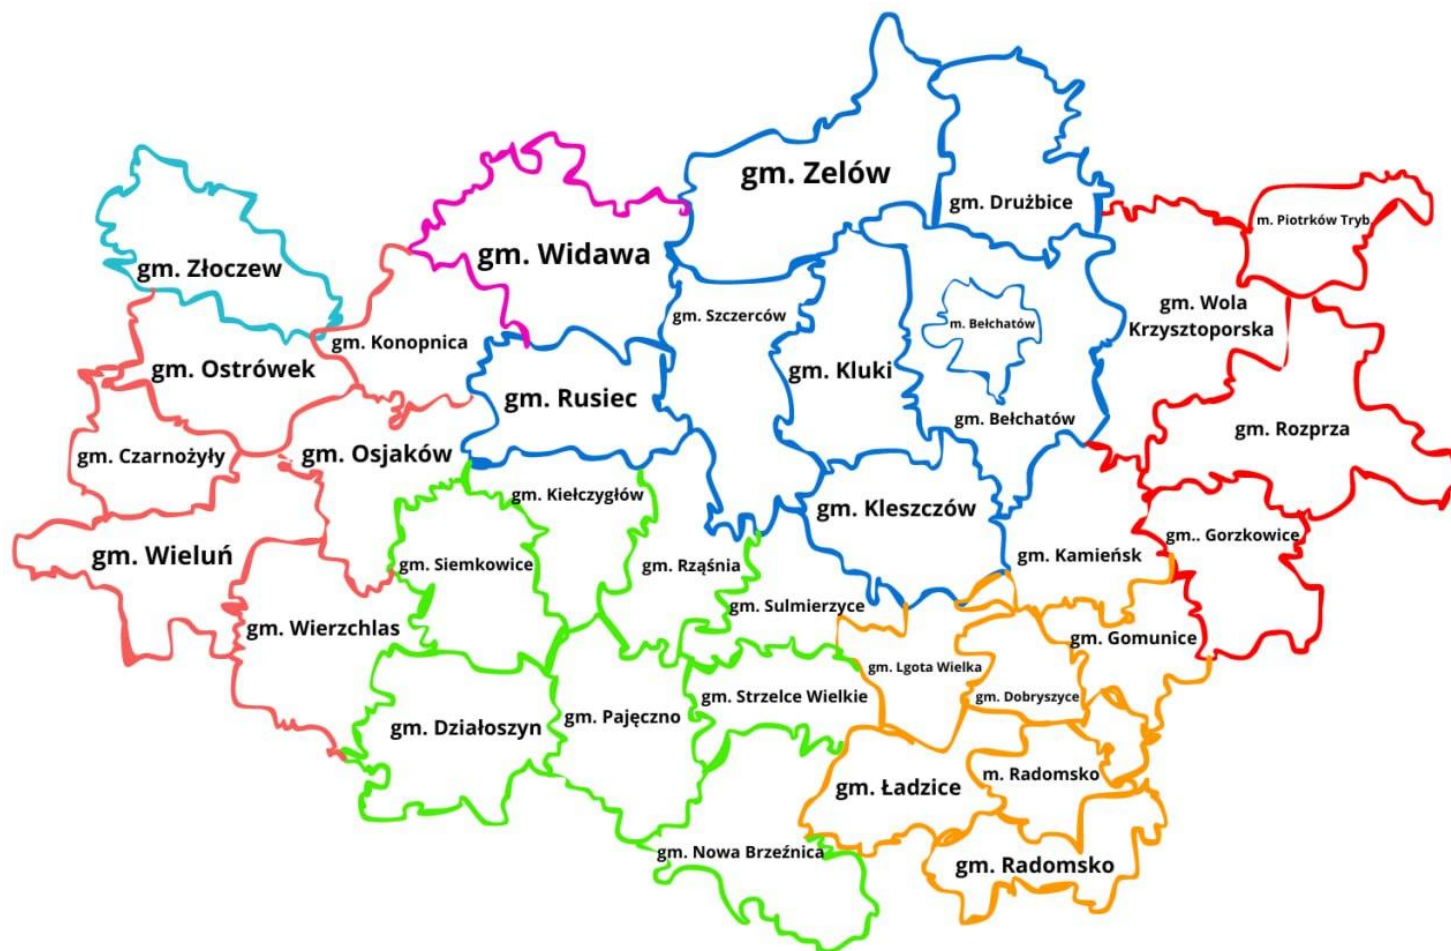 gm. Zelów
gm. Drużbice
m. Piotrków Tryb
gm. Widawa
gm. Złoczew
gm. Wola
Krzysztoporska
gm. Szczerców
m. Bełchatów
gm. Konopnica
gm. Ostrówek
gm. Kluki
gm. Rusiec
gm. Bełchatów
gm. Rozprza
gm. Czarnożyły
gm. Osjaków
gm. Kiełczygłów
gm. Kleszczów
gm.. Gorzkowice
gm. Wieluń
gm. Siemkowice
gm. Rząśnia
gm. Kamieńsk
gm. Sulmierzyce
gm. Wierzchlas
gm. Gomunice
gm. Lgota Wielka
gm. Strzelce Wielkie
gm. Dobryszyce
gm. Działoszyn
gm. Pajęczno
m. Radomsko
gm. Ładzice
gm. Nowa Brzeźnica
gm. Radomsko